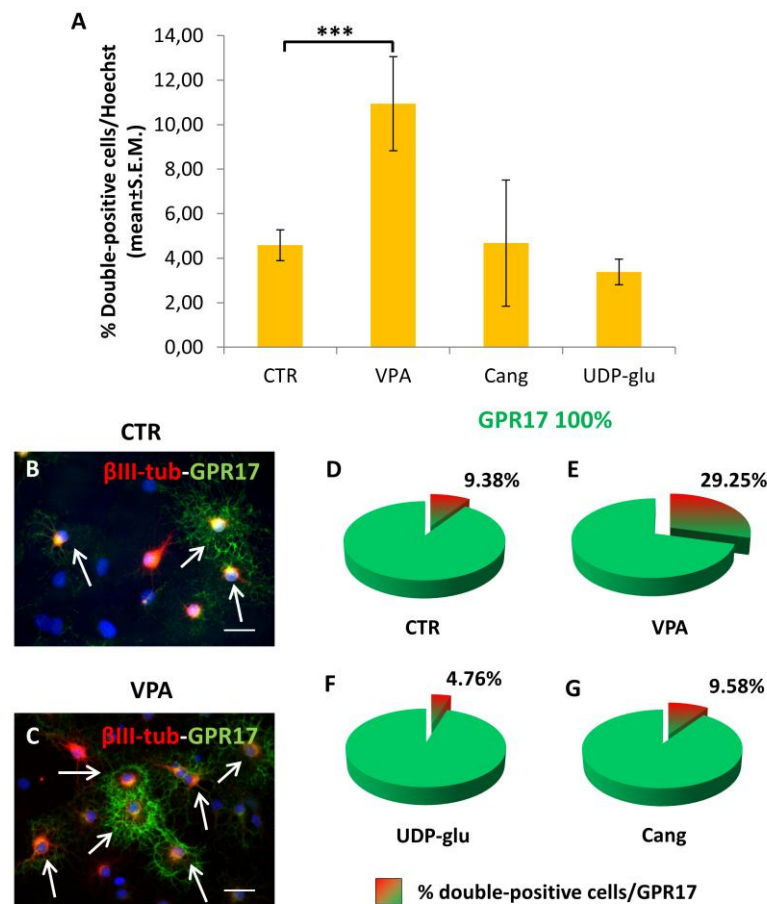 A
% Double-positive cells/Hoechst
(mean±S.E.M.)
14,00
12,00
10,00
8,00
6,00
4,00
2,00
0,00
***
CTR VPA Cang UDP-glu
GPR17 100%
CTR
B βIII-tub-GPR17
VPA
C βIII-tub-GPR17
D 9.38%
CTR
E 29.25%
VPA
F 4.76%
UDP-glu
G 9.58%
Cang
% double-positive cells/GPR17